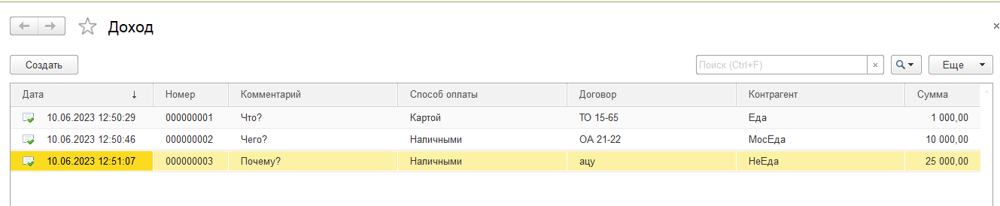 Доход
Создать Поиск (Ctrl+F) × Еще
Дата ↓ Номер Комментарий Способ оплаты Договор Контрагент Сумма
10.06.2023 12:50:29 000000001 Что? Картой ТО 15-65 Еда 1 000,00
10.06.2023 12:50:46 000000002 Чего? Наличными ОА 21-22 МосЕда 10 000,00
10.06.2023 12:51:07 000000003 Почему? Наличными ацу НеЕда 25 000,00